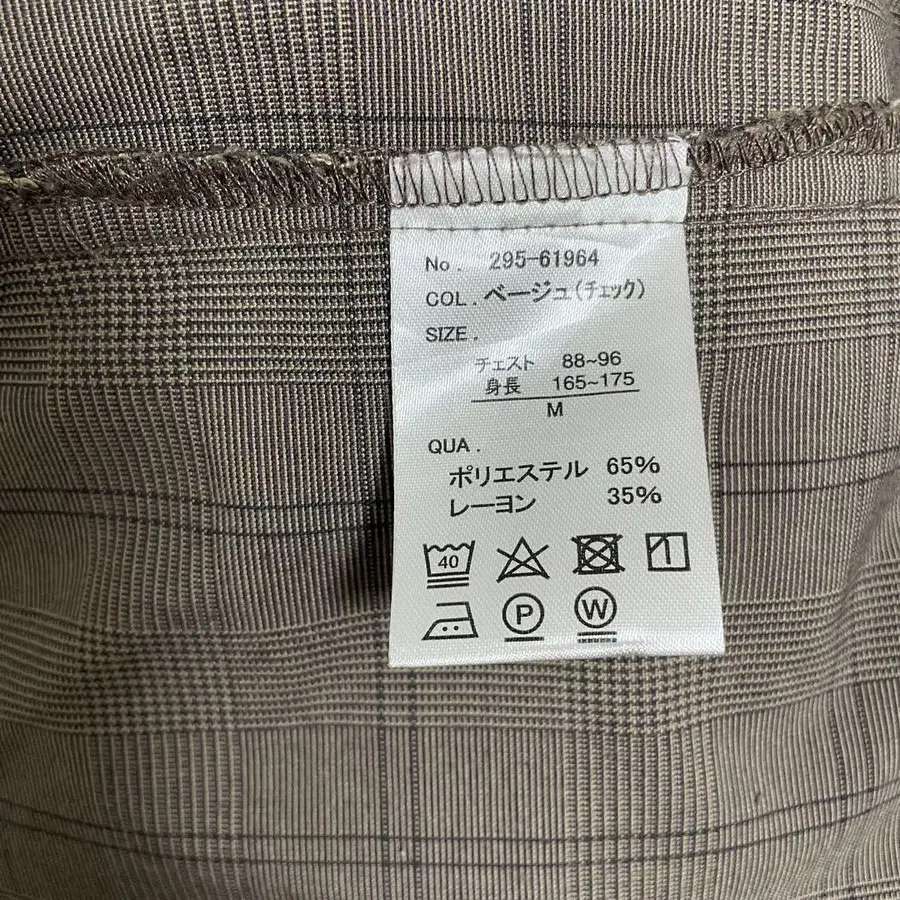 No. 295-61964
COL. ベージュ(チェック)
SIZE.
チェスト 88~96
身長 165~175
M
QUA.
ポリエステル 65%
レーヨン 35%
40
P W